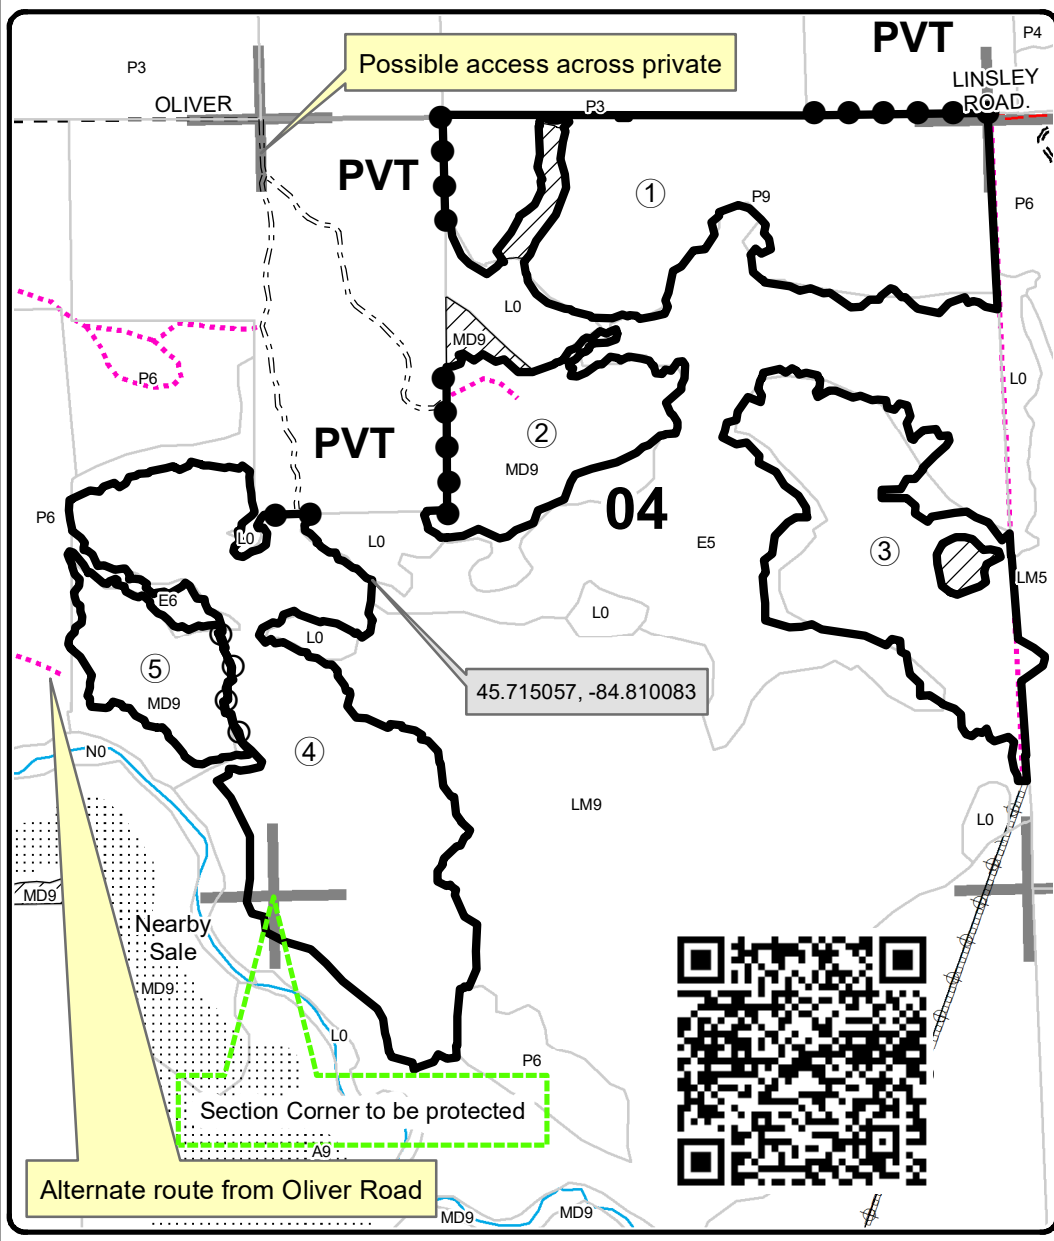 PVT
P4
P3
Possible access across private
LINSLEY
ROAD.
OLIVER
P3
PVT
1
P9
P6
L0
MD9
P6
L0
PVT
2
MD9
04
P6
L0
L0
E5
3
LM5
E6
L0
L0
5
MD9
45.715057, -84.810083
4
N0
LM9
L0
MD9
Nearby
Sale
MD9
L0
P6
Section Corner to be protected
A9
Alternate route from Oliver Road
MD9
MD9